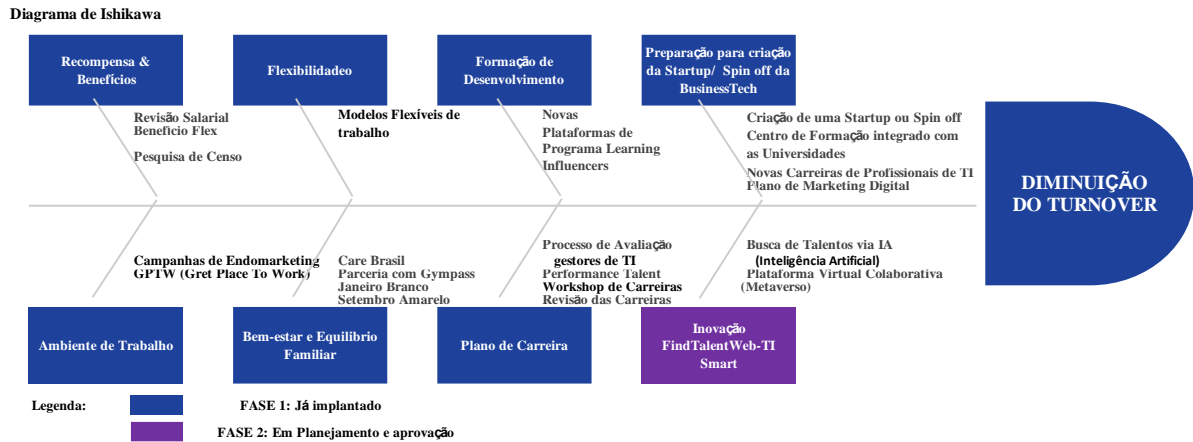 Diagrama de Ishikawa
Recompensa &
Benefícios
Flexibilidadeo
Formação de
Desenvolvimento
Preparação para criação
da Startup/ Spin off da
BusinessTech
Revisão Salarial
Beneficio Flex
Pesquisa de Censo
Modelos Flexíveis de
trabalho
Novas
Plataformas de
Programa Learning
Influencers
Criação de uma Startup ou Spin off
Centro de Formação integrado com
as Universidades
Novas Carreiras de Profissionais de TI
Plano de Marketing Digital
DIMINUIÇÃO
DO TURNOVER
Campanhas de Endomarketing
GPTW (Gret Place To Work)
Care Brasil
Parceria com Gympass
Janeiro Branco
Setembro Amarelo
Processo de Avaliação
gestores de TI
Performance Talent
Workshop de Carreiras
Revisão das Carreiras
Busca de Talentos via IA
(Inteligência Artificial)
Plataforma Virtual Colaborativa
(Metaverso)
Ambiente de Trabalho
Bem-estar e Equilibrio
Familiar
Plano de Carreira
Inovação
FindTalentWeb-TI
Smart
Legenda:
FASE 1: Já implantado
FASE 2: Em Planejamento e aprovação